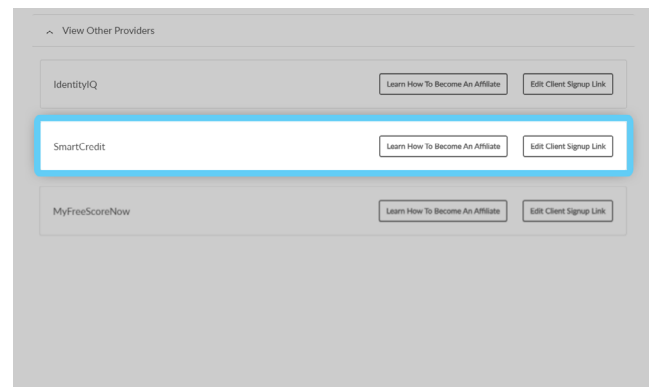 View Other Providers
IdentityIQ Learn How To Become An Affiliate Edit Client Signup Link
SmartCredit Learn How To Become An Affiliate Edit Client Signup Link
MyFreeScoreNow Learn How To Become An Affiliate Edit Client Signup Link